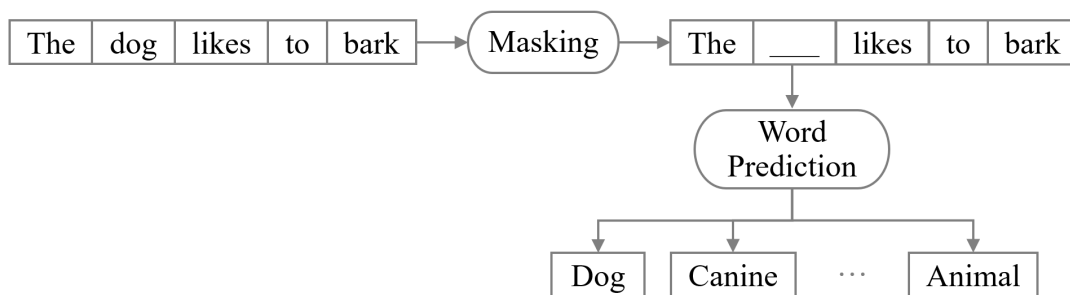 The dog likes to bark
Masking
The ___ likes to bark
Word
Prediction
Dog
Canine
...
Animal